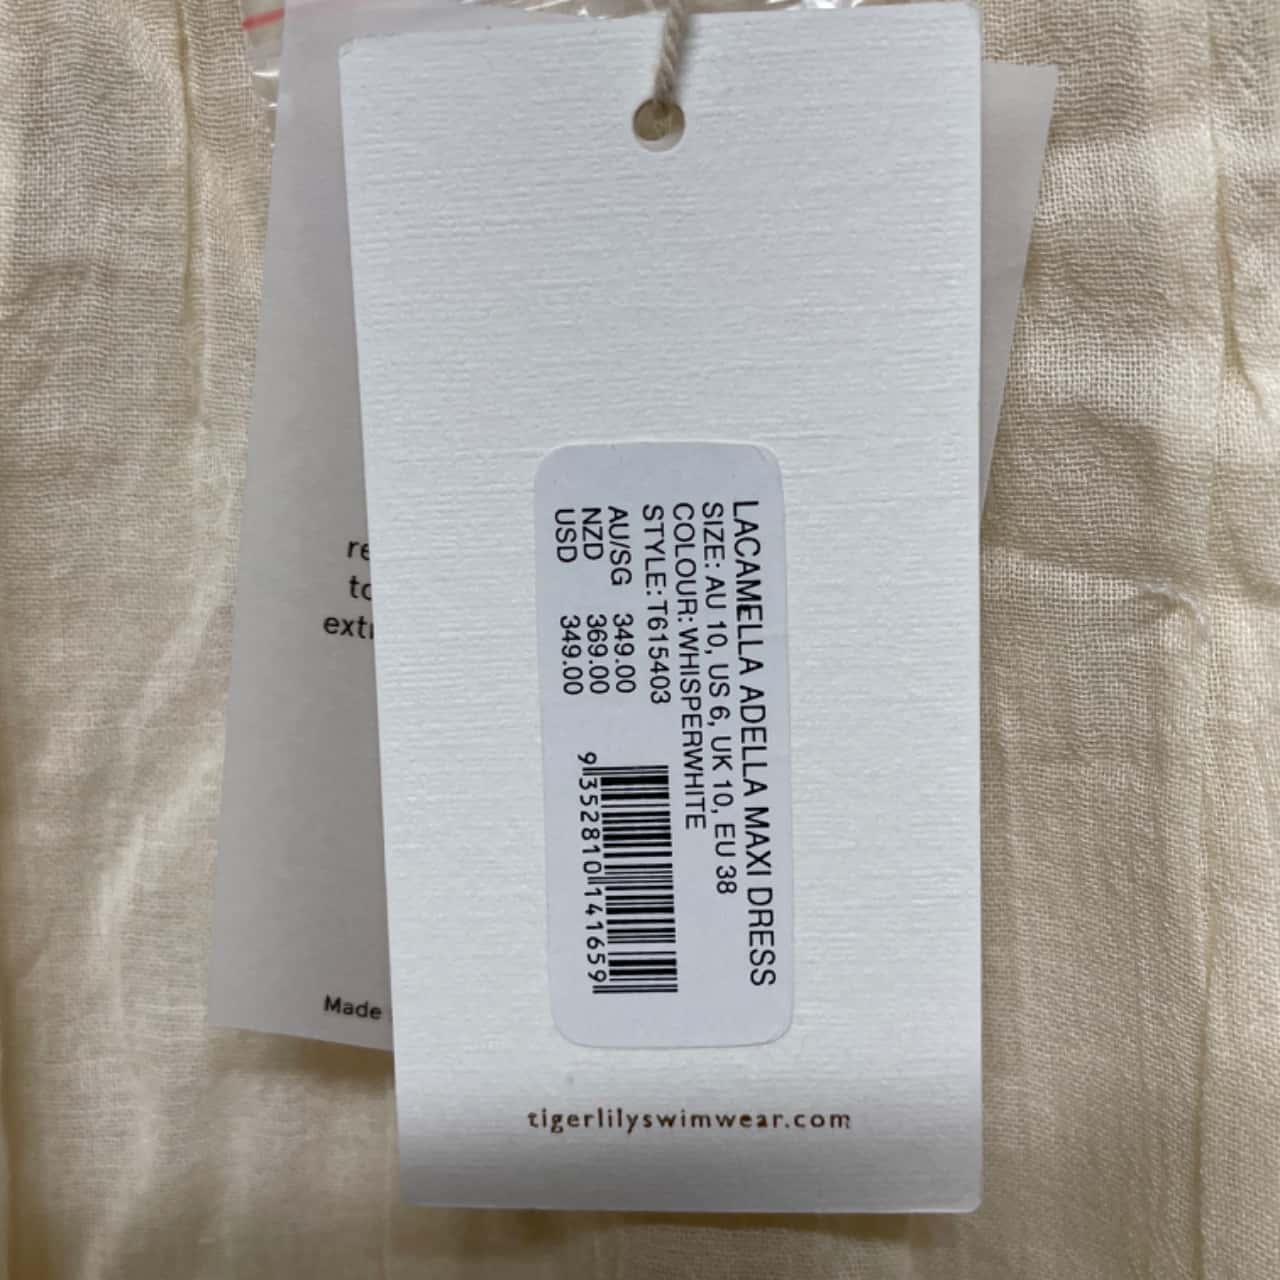 LACAMELLA ADELLA MAXI DRESS
SIZE: AU 10, US 6, UK 10, EU 38
COLOUR: WHISPERWHITE
STYLE: T615403
AU/SG 349.00
NZD 369.00
USD 349.00
9352810141659
tigerlilyswimwear.com
Made